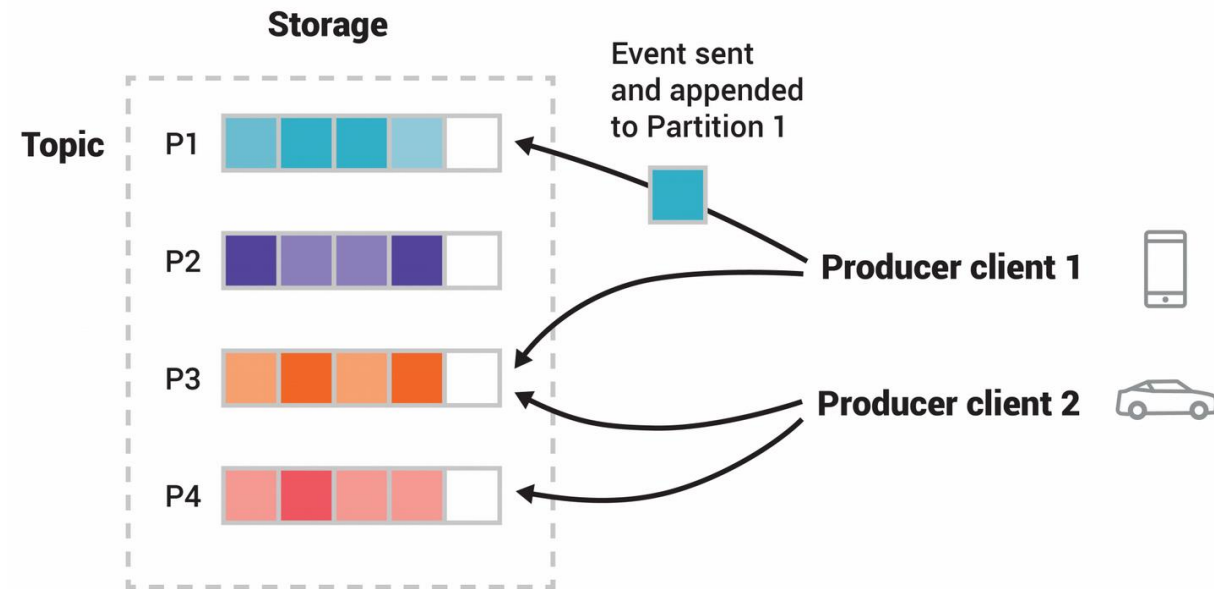 Storage
Event sent
and appended
to Partition 1
Topic
P1
P2
Producer client 1
P3
Producer client 2
P4